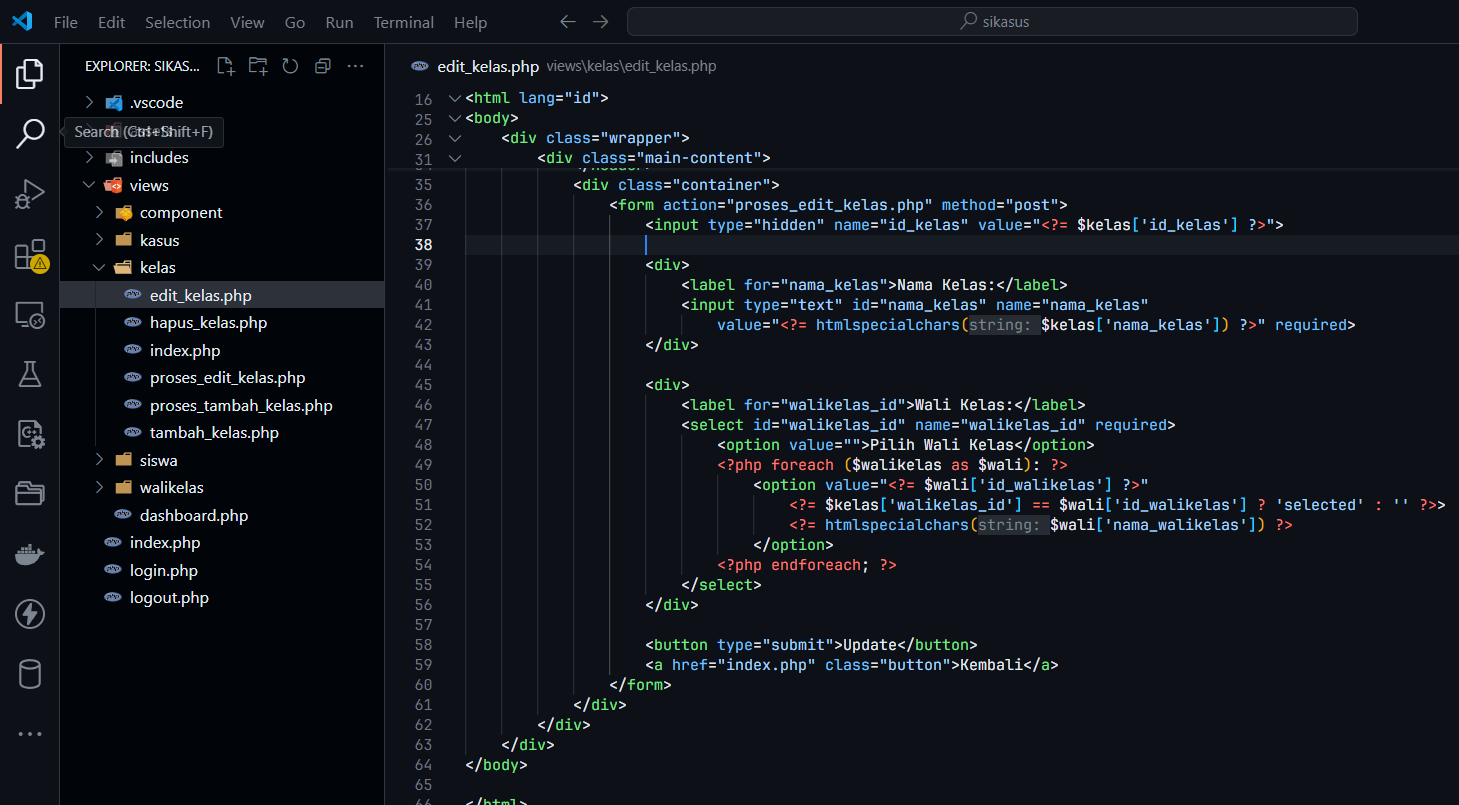 File Edit Selection View Go Run Terminal Help
sikasus
EXPLORER: SIKAS...
.vscode
Search (Ctrl+Shift+F)
includes
views
component
kasus
kelas
edit_kelas.php
hapus_kelas.php
index.php
proses_edit_kelas.php
proses_tambah_kelas.php
tambah_kelas.php
siswa
walikelas
dashboard.php
index.php
login.php
logout.php
edit_kelas.php views\kelas\edit_kelas.php
16 <html lang="id">
25 <body>
26 <div class="wrapper">
31 <div class="main-content">
35 <div class="container">
36 <form action="proses_edit_kelas.php" method="post">
37 <input type="hidden" name="id_kelas" value="<?= $kelas['id_kelas'] ?>">
38
39 <div>
40 <label for="nama_kelas">Nama Kelas:</label>
41 <input type="text" id="nama_kelas" name="nama_kelas"
42 value="<?= htmlspecialchars(string: $kelas['nama_kelas']) ?>" required>
43 </div>
44
45 <div>
46 <label for="walikelas_id">Wali Kelas:</label>
47 <select id="walikelas_id" name="walikelas_id" required>
48 <option value="">Pilih Wali Kelas</option>
49 <?php foreach ($walikelas as $wali): ?>
50 <option value="<?= $wali['id_walikelas'] ?>"
51 <?= $kelas['walikelas_id'] == $wali['id_walikelas'] ? 'selected' : '' ?>>
52 <?= htmlspecialchars(string: $wali['nama_walikelas']) ?>
53 </option>
54 <?php endforeach; ?>
55 </select>
56 </div>
57
58 <button type="submit">Update</button>
59 <a href="index.php" class="button">Kembali</a>
60 </form>
61 </div>
62 </div>
63 </div>
64 </body>
65
66 </html>